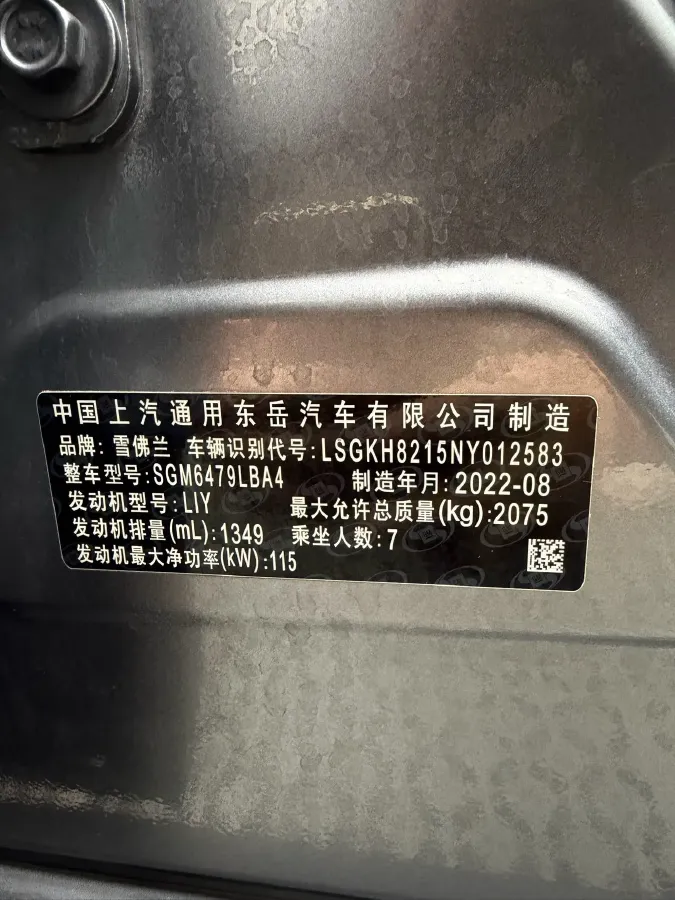 中国上汽通用东岳汽车有限公司制造
品牌: 雪佛兰 车辆识别代号:LSGKH8215NY012583
整车型号:SGM6479LBA4 制造年月:2022-08
发动机型号:LIY 最大允许总质量(kg):2075
发动机排量(mL):1349 乘坐人数:7
发动机最大净功率(kW):115